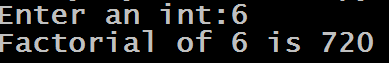 Enter an int:6
Factorial of 6 is 720